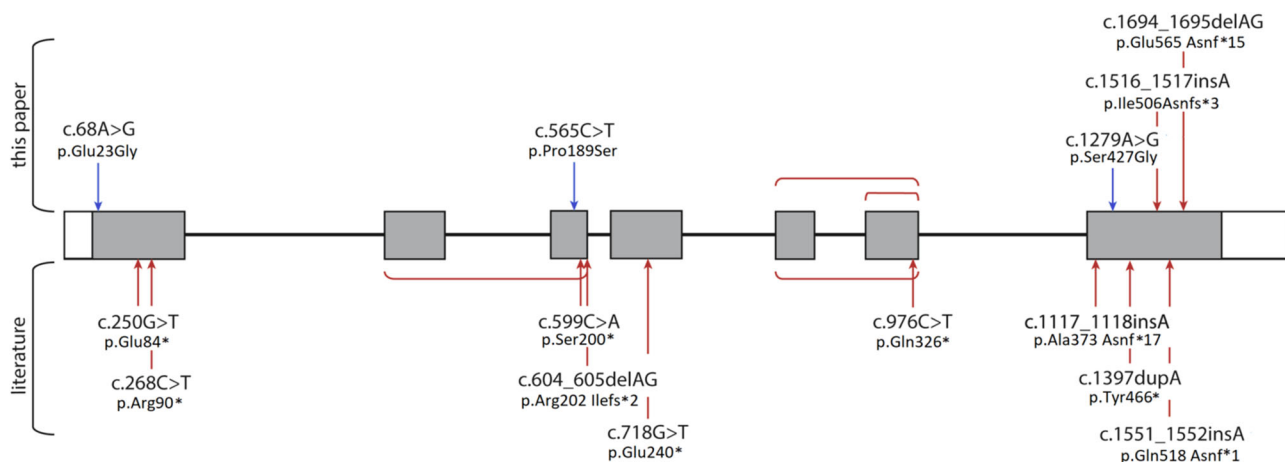 this paper
c.68A>G
p.Glu23Gly
c.565C>T
p.Pro189Ser
c.1694_1695delAG
p.Glu565 Asnf*15
c.1516_1517insA
p.Ile506Asnfs*3
c.1279A>G
p.Ser427Gly
literature
c.250G>T
p.Glu84*
c.268C>T
p.Arg90*
c.599C>A
p.Ser200*
c.604_605delAG
p.Arg202 Ilefs*2
c.718G>T
p.Glu240*
c.976C>T
p.Gln326*
c.1117_1118insA
p.Ala373 Asnf*17
c.1397dupA
p.Tyr466*
c.1551_1552insA
p.Gln518 Asnf*1